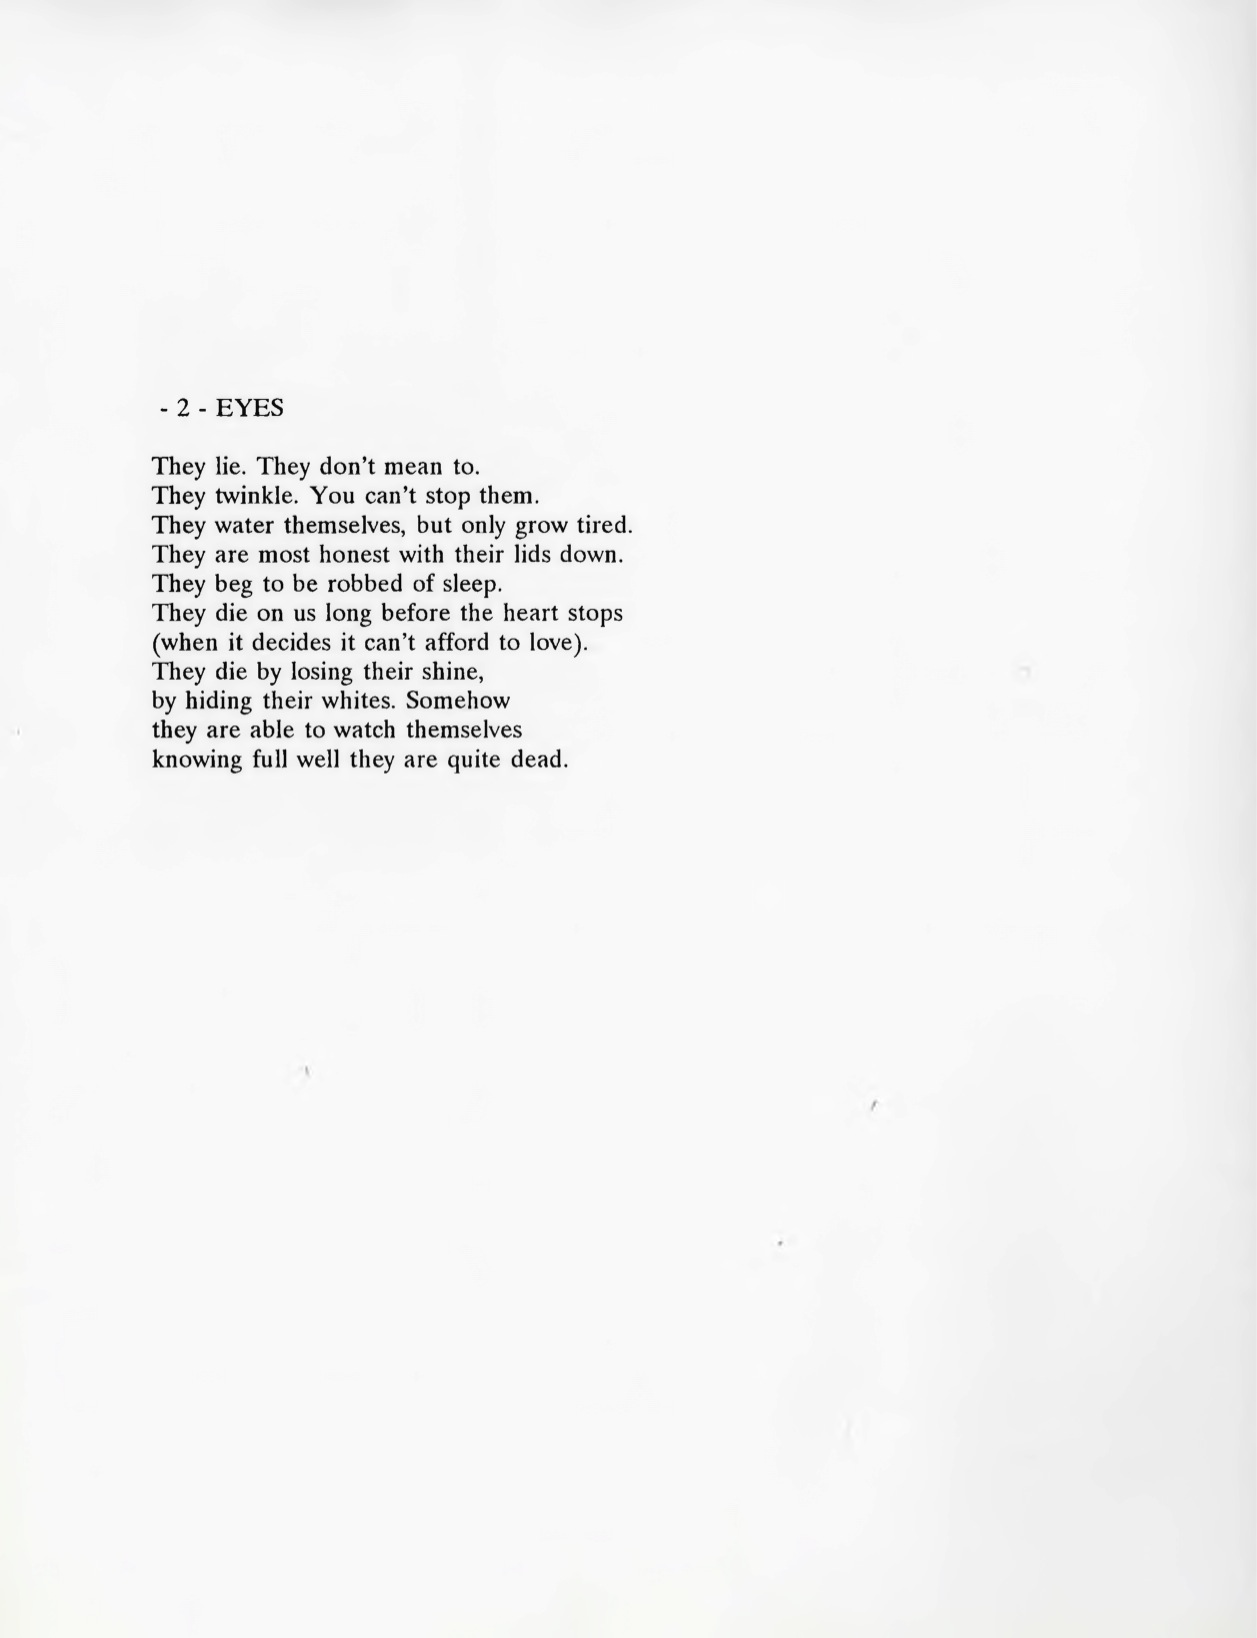 - 2 - EYES
They lie. They don't mean to.
They twinkle. You can't stop them.
They water themselves, but only grow tired.
They are most honest with their lids down.
They beg to be robbed of sleep.
They die on us long before the heart stops
(when it decides it can't afford to love).
They die by losing their shine,
by hiding their whites. Somehow
they are able to watch themselves
knowing full well they are quite dead.